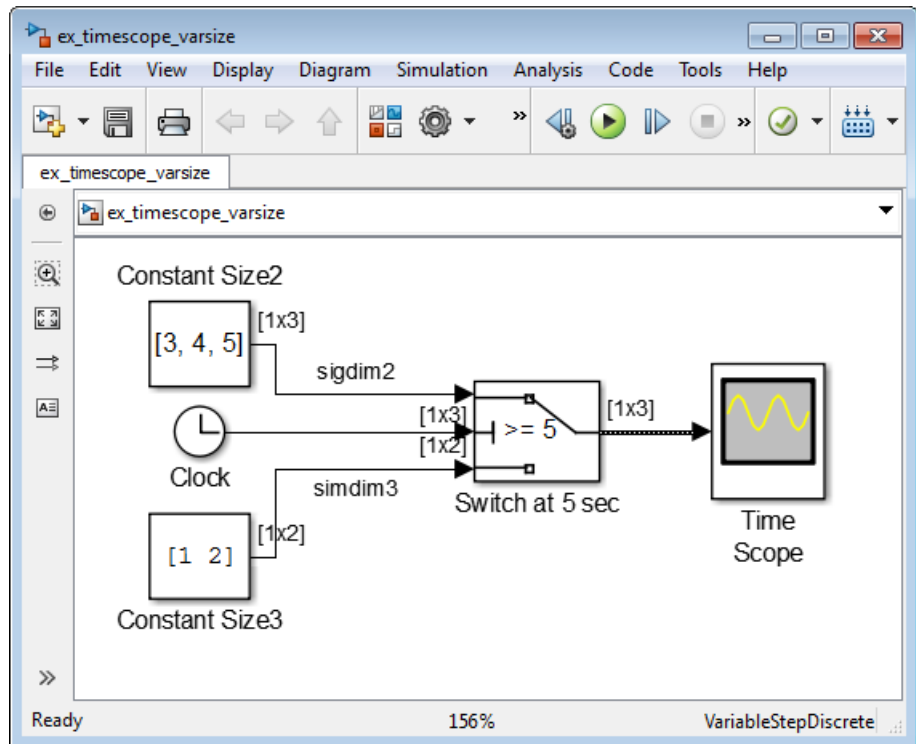 ex_timescope_varsize
File Edit View Display Diagram Simulation Analysis Code Tools Help
» »
ex_timescope_varsize
ex_timescope_varsize
Constant Size2
[3, 4, 5]
[1x3]
sigdim2
[1x3]
Clock
[1x2]
>= 5
[1x3]
simdim3
Switch at 5 sec
Time
Scope
[1 2]
[1x2]
Constant Size3
»
Ready 156% VariableStepDiscrete